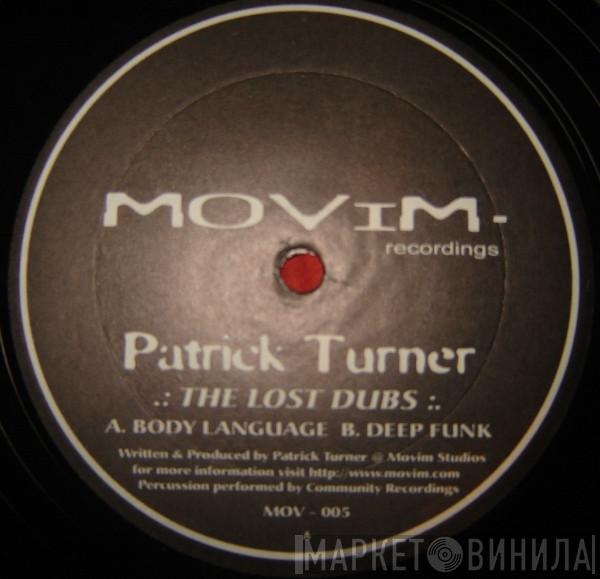 MOVIM-
recordings
Patrick Turner
.: THE LOST DUBS :.
A. BODY LANGUAGE B. DEEP FUNK
Written & Produced by Patrick Turner @ Movim Studios
for more information visit http://www.movim.com
Percussion performed by Community Recordings
MOV - 005
МАРКЕТ ВИНИЛА